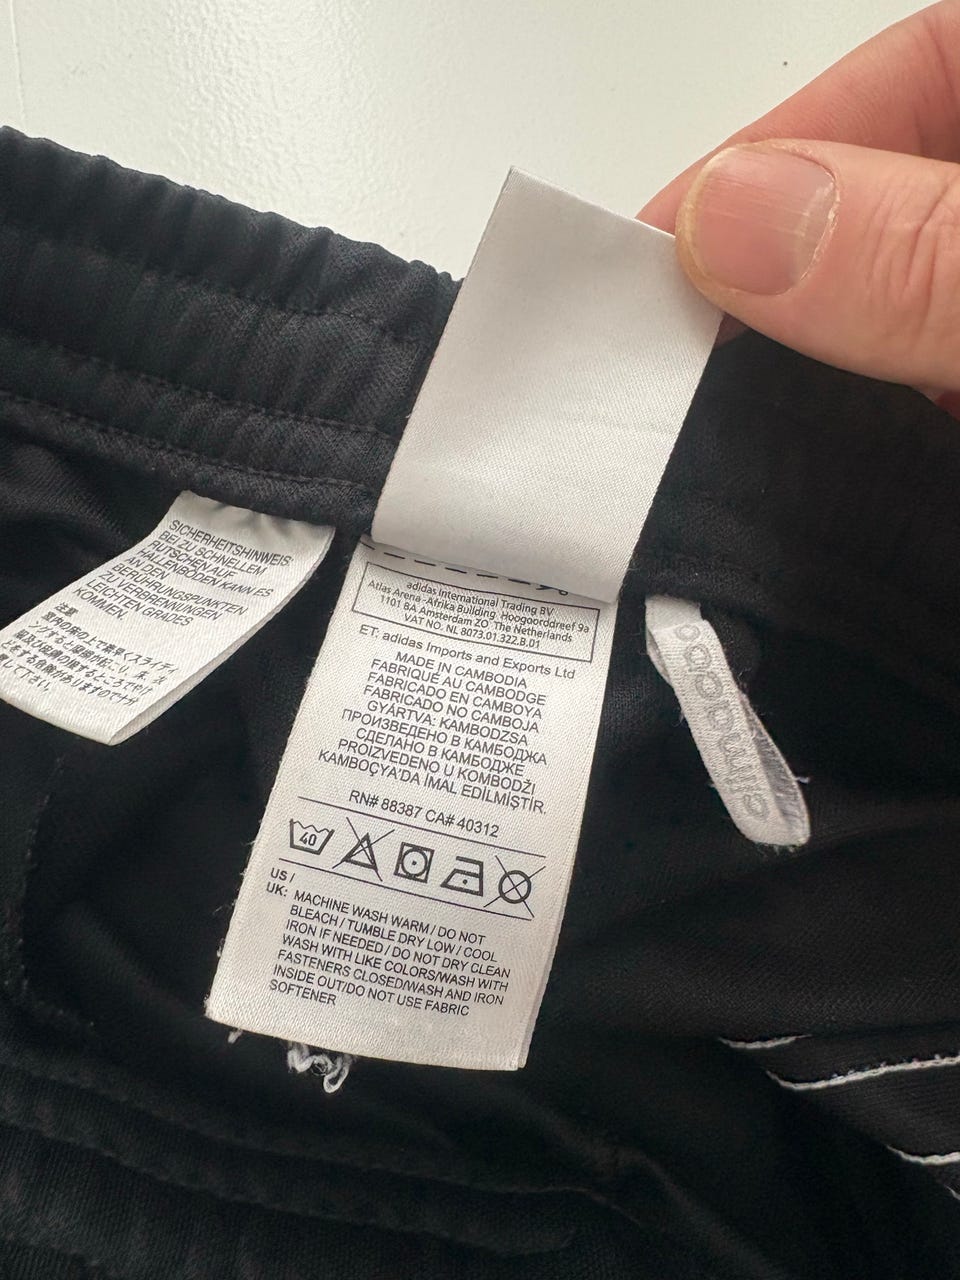 SICHERHEITSHINWEIS
BEI ZU SCHNELLEM
RUTSCHEN AUF
HALLENBÖDEN KANN ES
AN DEN
BERÜHRUNGSPUNKTEN
ZU VERBRENNUNGEN
LEICHTEN GRADES
KOMMEN.
注意
adidas International Trading BV
Atlas Arena -Afrika Building Hoogoorddreef 9a
1101 BA Amsterdam ZO The Netherlands
VAT NO. NL 8073.01.322.B.01
ET: adidas Imports and Exports Ltd
MADE IN CAMBODIA
FABRIQUÉ AU CAMBODGE
FABRICADO EN CAMBOYA
FABRICADO NO CAMBOJA
GYÁRTVA: KAMBODZSA
ПРОИЗВЕДЕНО В КАМБОДЖА
СДЕЛАНО В КАМБОДЖЕ
PROIZVEDENO U KOMBODŽI
KAMBOÇYA'DA İMAL EDİLMİŞTİR.
RN# 88387 CA# 40312
40
US /
UK: MACHINE WASH WARM / DO NOT
BLEACH / TUMBLE DRY LOW / COOL
IRON IF NEEDED / DO NOT DRY CLEAN
WASH WITH LIKE COLORS/WASH WITH
FASTENERS CLOSED/WASH AND IRON
INSIDE OUT/DO NOT USE FABRIC
SOFTENER
climacool